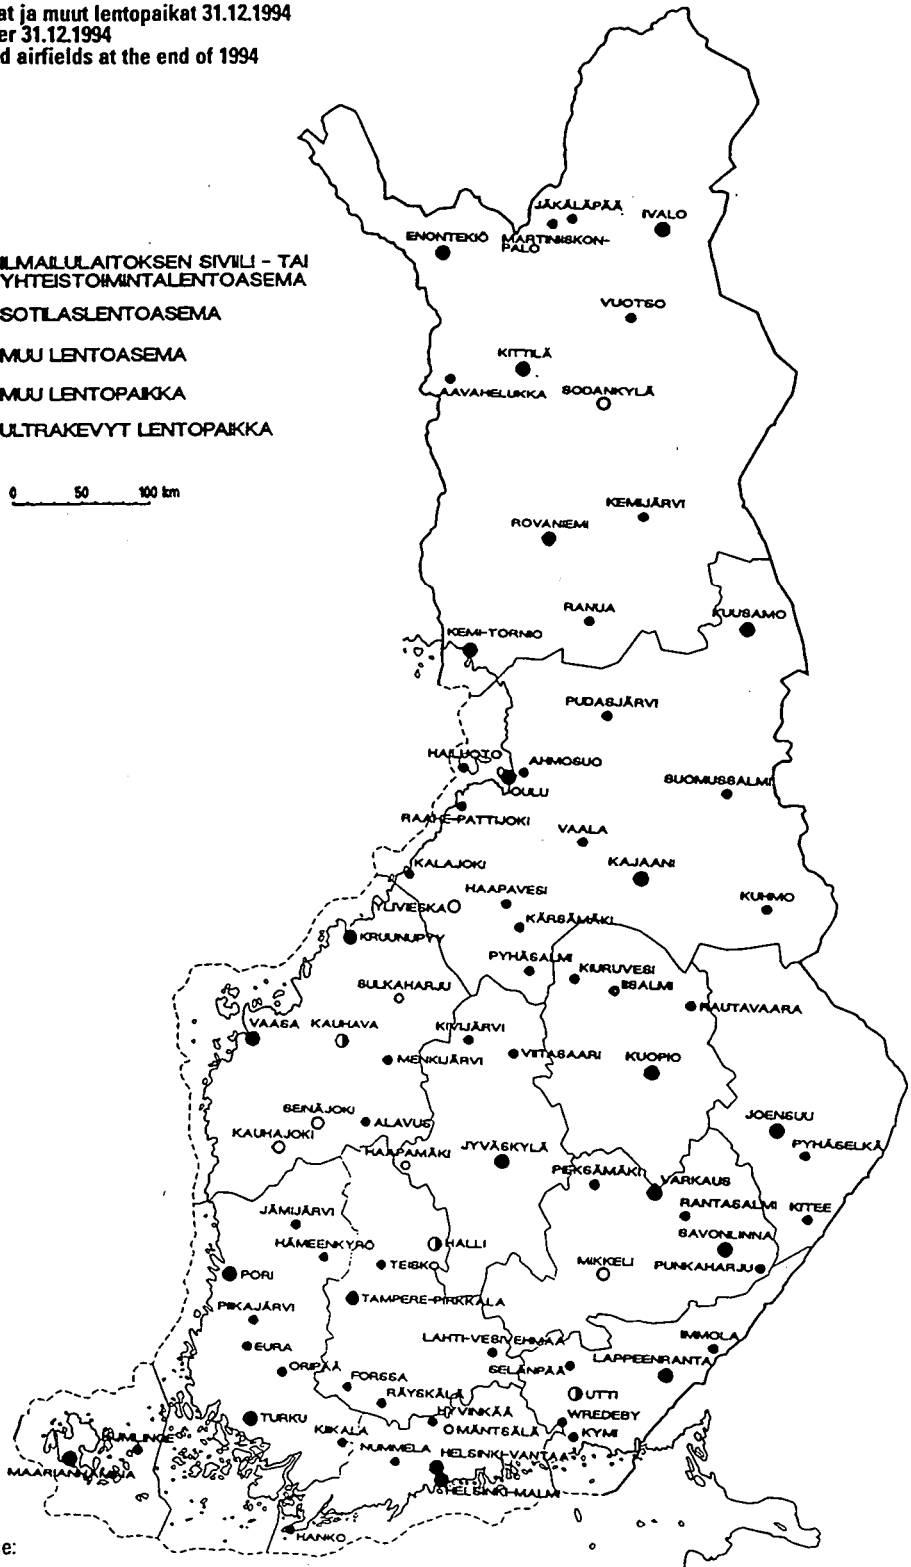 at ja muut lentopaikat 31.12.1994
er 31.12.1994
d airfields at the end of 1994
ILMAILULAITOKSEN SIVIILI - TAI
YHTEISTOIMINTALENTOASEMA
SOTILASLENTOASEMA
MUU LENTOASEMA
MUU LENTOPAIKKA
ULTRAKEVYT LENTOPAIKKA
0 50 100 km
JÄKÄLÄPÄÄ
IVALO
ENONTEKIÖ
MARTINIISKON-
PALO
VUOTSO
KITTILÄ
AAVAHELUKKA
SODANKYLÄ
KEMIJÄRVI
ROVANIEMI
RANUA
KUUSAMO
KEMI-TORNIO
PUDASJÄRVI
HAILUOTO
AHMOSUO
OULU
SUOMUSSALMI
RAAHE-PATTIJOKI
VAALA
KALAJOKI
KAJAANI
HAAPAVESI
KUHMO
YLIVIESKA
KÄRSÄMÄKI
KRUUNUPYY
PYHÄSALMI
KIURUVESI
SULKAHARJU
IISALMI
RAUTAVAARA
VAASA
KAUHAVA
KIVIJÄRVI
MENKIJÄRVI
VIITASAARI
KUOPIO
SEINÄJOKI
ALAVUS
JOENSUU
KAUHAJOKI
HAAPAMÄKI
JYVÄSKYLÄ
PYHÄSELKÄ
PIEKSÄMÄKI
VARKAUS
RANTASALMI
KITEE
JÄMIJÄRVI
HÄMEENKYRÖ
HALLI
SAVONLINNA
TEISKO
MIKKELI
PUNKAHARJU
PORI
TAMPERE-PIRKKALA
PIIKAJÄRVI
EURA
LAHTI-VESIVEHMAA
IMMOLA
SELÄNPÄÄ
LAPPEENRANTA
ORIPÄÄ
FORSSA
RÄYSKÄLÄ
UTTI
TURKU
HYVINKÄÄ
WREDEBY
KIIKALA
MÄNTSÄLÄ
KYMI
KUMLINGE
NUMMELA
HELSINKI-VANTAA
MAARIANHAMINA
HELSINKI-MALMI
HANKO
e: